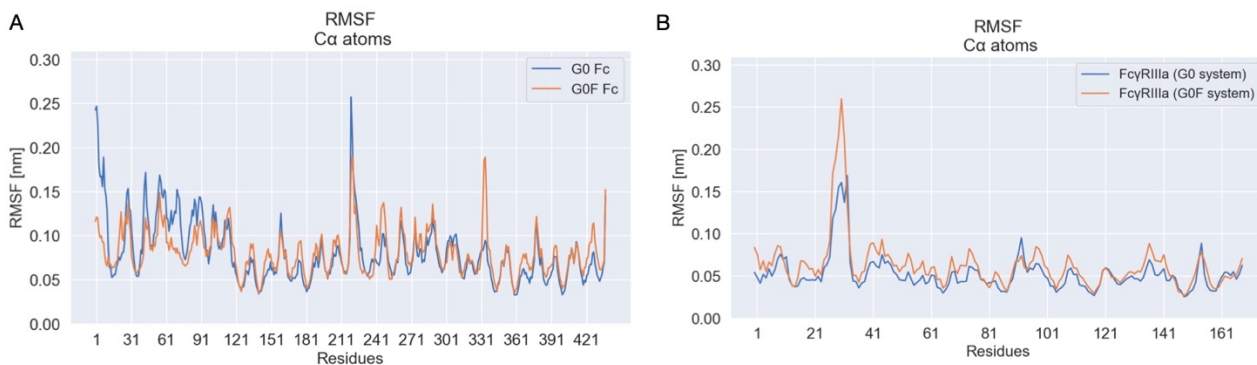 A
RMSF
Cα atoms
G0 Fc
G0F Fc
RMSF [nm]
0.30
0.25
0.20
0.15
0.10
0.05
0.00
1 31 61 91 121 151 181 211 241 271 301 331 361 391 421
Residues
B
RMSF
Cα atoms
FcγRIIIa (G0 system)
FcγRIIIa (G0F system)
RMSF [nm]
0.30
0.25
0.20
0.15
0.10
0.05
0.00
1 21 41 61 81 101 121 141 161
Residues